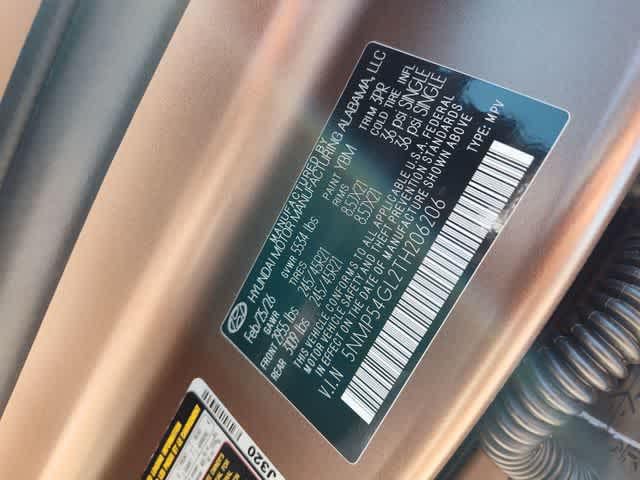 MANUFACTURED BY
HYUNDAI MOTOR MANUFACTURING ALABAMA, LLC
Feb/25/26 GVWR 5534 lbs PAINT YBM TRIM 3PR
GAWR TIRES RIMS COLD TIRE INFL
FRONT 2855 lbs 245/45R21 8.5JX21 36 psi SINGLE
REAR 3091lbs 245/45R21 8.5JX21 36 psi SINGLE
THIS VEHICLE CONFORMS TO ALL APPLICABLE U.S.A. FEDERAL
MOTOR VEHICLE SAFETY AND THEFT PREVENTION STANDARDS
IN EFFECT ON THE DATE OF MANUFACTURE SHOWN ABOVE
V.I.N 5NMP54GL7TH206206 TYPE: MPV
J320